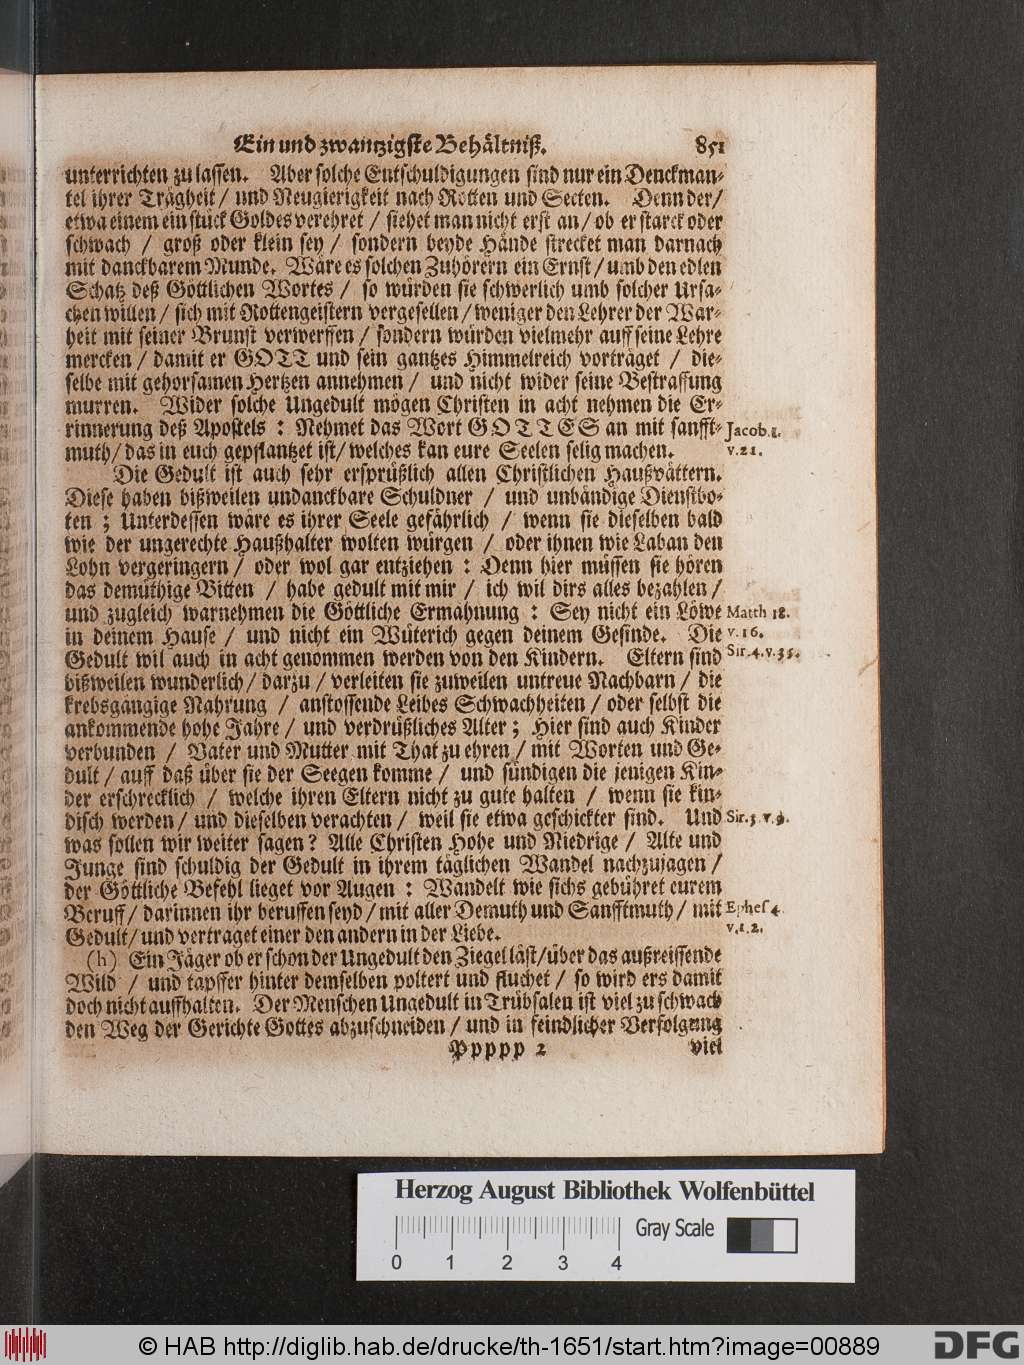 Ein und zwantzigste Behältniß. 851
unterrichten zu lassen. Aber solche Entschuldigungen sind nur ein Denckman-
tel ihrer Trägheit / und Neugierigkeit nach Rotten und Secten. Denn der /
etwa einem ein stück Goldes verehret / siehet man nicht erst an / ob er starck oder
schwach / groß oder klein sey / sondern beyde Hände strecket man darnach
mit danckbarem Munde. Wäre es solchen Zuhörern ein Ernst / umb den edlen
Schatz deß Göttlichen Wortes / so würden sie schwerlich umb solcher Ursa-
chen willen / sich mit Rottengeistern vergesellen / weniger den Lehrer der War-
heit mit seiner Brunst verwerffen / sondern würden vielmehr auff seine Lehre
mercken / damit er GOTT und sein gantzes Himmelreich vorträget / die-
selbe mit gehorsamen Hertzen annehmen / und nicht wider seine Bestraffung
murren. Wider solche Ungedult mögen Christen in acht nehmen die Er-
rinnerung deß Apostels : Nehmet das Wort GOTTES an mit sanfft- Jacob. 1.
muth / das in euch gepflantzet ist / welches kan eure Seelen selig machen. v. 21.
Die Gedult ist auch sehr ersprüßlich allen Christlichen Haußvättern.
Diese haben bißweilen undanckbare Schuldner / und unbändige Dienstbo-
ten ; Unterdessen wäre es ihrer Seele gefährlich / wenn sie dieselben bald
wie der ungerechte Haußhalter wolten würgen / oder ihnen wie Laban den
Lohn vergeringern / oder wol gar entziehen : Denn hier müssen sie hören
das demüthige Bitten / habe gedult mit mir / ich wil dirs alles bezahlen /
und zugleich warnehmen die Göttliche Ermahnung : Sey nicht ein Löwe Matth 18.
in deinem Hause / und nicht ein Wüterich gegen deinem Gesinde. Die v. 16.
Gedult wil auch in acht genommen werden von den Kindern. Eltern sind Sir. 4. v. 35.
bißweilen wunderlich / darzu / verleiten sie zuweilen untreue Nachbarn / die
krebsgängige Nahrung / anstossende Leibes Schwachheiten / oder selbst die
ankommende hohe Jahre / und verdrüßliches Alter ; Hier sind auch Kinder
verbunden / Vater und Mutter mit That zu ehren / mit Worten und Ge-
dult / auff daß über sie der Seegen komme / und sündigen die jenigen Kin-
der erschrecklich / welche ihren Eltern nicht zu gute halten / wenn sie kin-
disch werden / und dieselben verachten / weil sie etwa geschickter sind. Und Sir. 3. v. 9.
was sollen wir weiter sagen? Alle Christen Hohe und Niedrige / Alte und
Junge sind schuldig der Gedult in ihrem täglichen Wandel nachzujagen /
der Göttliche Befehl lieget vor Augen : Wandelt wie sichs gebühret eurem
Beruff / darinnen ihr beruffen seyd / mit aller Demuth und Sanfftmuth / mit Ephes 4.
Gedult / und vertraget einer den andern in der Liebe. v. 1. 2.
(h) Ein Jäger ob er schon der Ungedult den Ziegel läst / über das außreissende
Wild / und tapffer hinter demselben poltert und fluchet / so wird ers damit
doch nicht auffhalten. Der Menschen Ungedult in Trübsalen ist viel zu schwach
den Weg der Gerichte Gottes abzuschneiden / und in feindlicher Verfolgung
Ppppp 2 viel
Herzog August Bibliothek Wolfenbüttel
Gray Scale
0 1 2 3 4
© HAB http://diglib.hab.de/drucke/th-1651/start.htm?image=00889
DFG